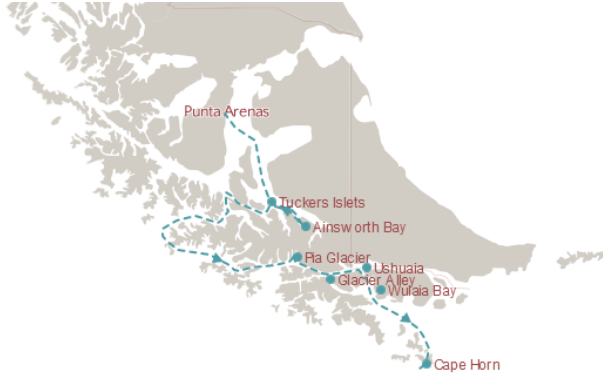 Punta Arenas
Tuckers Islets
Ainsworth Bay
Pia Glacier
Ushuaia
Glacier Alley
Wulaia Bay
Cape Horn